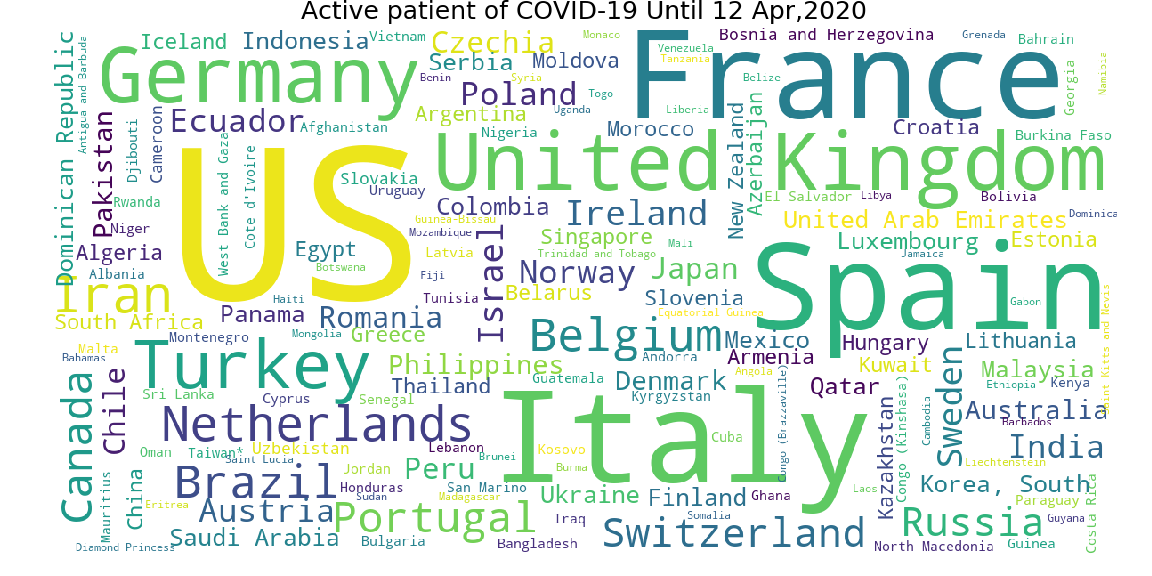 Active patient of COVID-19 Until 12 Apr,2020
Iceland
Indonesia
Vietnam
Czechia
Monaco
France
Bosnia and Herzegovina
Grenada
Bahrain
Dominican Republic
Antigua and Barbuda
Germany
Serbia
Moldova
Venezuela
Tanzania
Georgia
Namibia
Benin
Syria
Poland
Togo
Belize
Argentina
Uganda
Liberia
Pakistan
Djibouti
Cameroon
Ecuador
Afghanistan
Nigeria
Morocco
New Zealand
Azerbaijan
Croatia
Burkina Faso
US
West Bank and Gaza
Cote d'Ivoire
United Kingdom
Slovakia
Uruguay
Rwanda
El Salvador
Libya
Bolivia
Colombia
Ireland
United Arab Emirates
Dominica
Niger
Guinea-Bissau
Mozambique
Israel
Singapore
Mali
Luxembourg
Estonia
Algeria
Egypt
Latvia
Trinidad and Tobago
Spain
Jamaica
Albania
Botswana
Fiji
Norway
Japan
Iran
Haiti
Tunisia
Belarus
Slovenia
Gabon
Saint Kitts and Nevis
South Africa
Panama
Romania
Equatorial Guinea
Montenegro
Mongolia
Greece
Belgium
Mexico
Hungary
Lithuania
Malta
Bahamas
Turkey
Philippines
Andorra
Armenia
Kuwait
Sweden
Malaysia
Canada
Chile
Thailand
Guatemala
Denmark
Angola
Qatar
Ethiopia
Kenya
Sri Lanka
Cyprus
Senegal
Italy
Kyrgyzstan
Congo (Brazzaville)
Congo (Kinshasa)
Kazakhstan
Cambodia
Australia
Barbados
Netherlands
Cuba
India
Oman
Taiwan*
Uzbekistan
Lebanon
Kosovo
Saint Lucia
Brunei
Burma
Liechtenstein
Brazil
Jordan
Peru
Korea, South
Mauritius
China
Honduras
San Marino
Laos
Costa Rica
Sudan
Madagascar
Ukraine
Finland
Ghana
Paraguay
Eritrea
Austria
Portugal
Iraq
Somalia
Russia
Guyana
Diamond Princess
Saudi Arabia
Bulgaria
Bangladesh
Switzerland
North Macedonia
Guinea